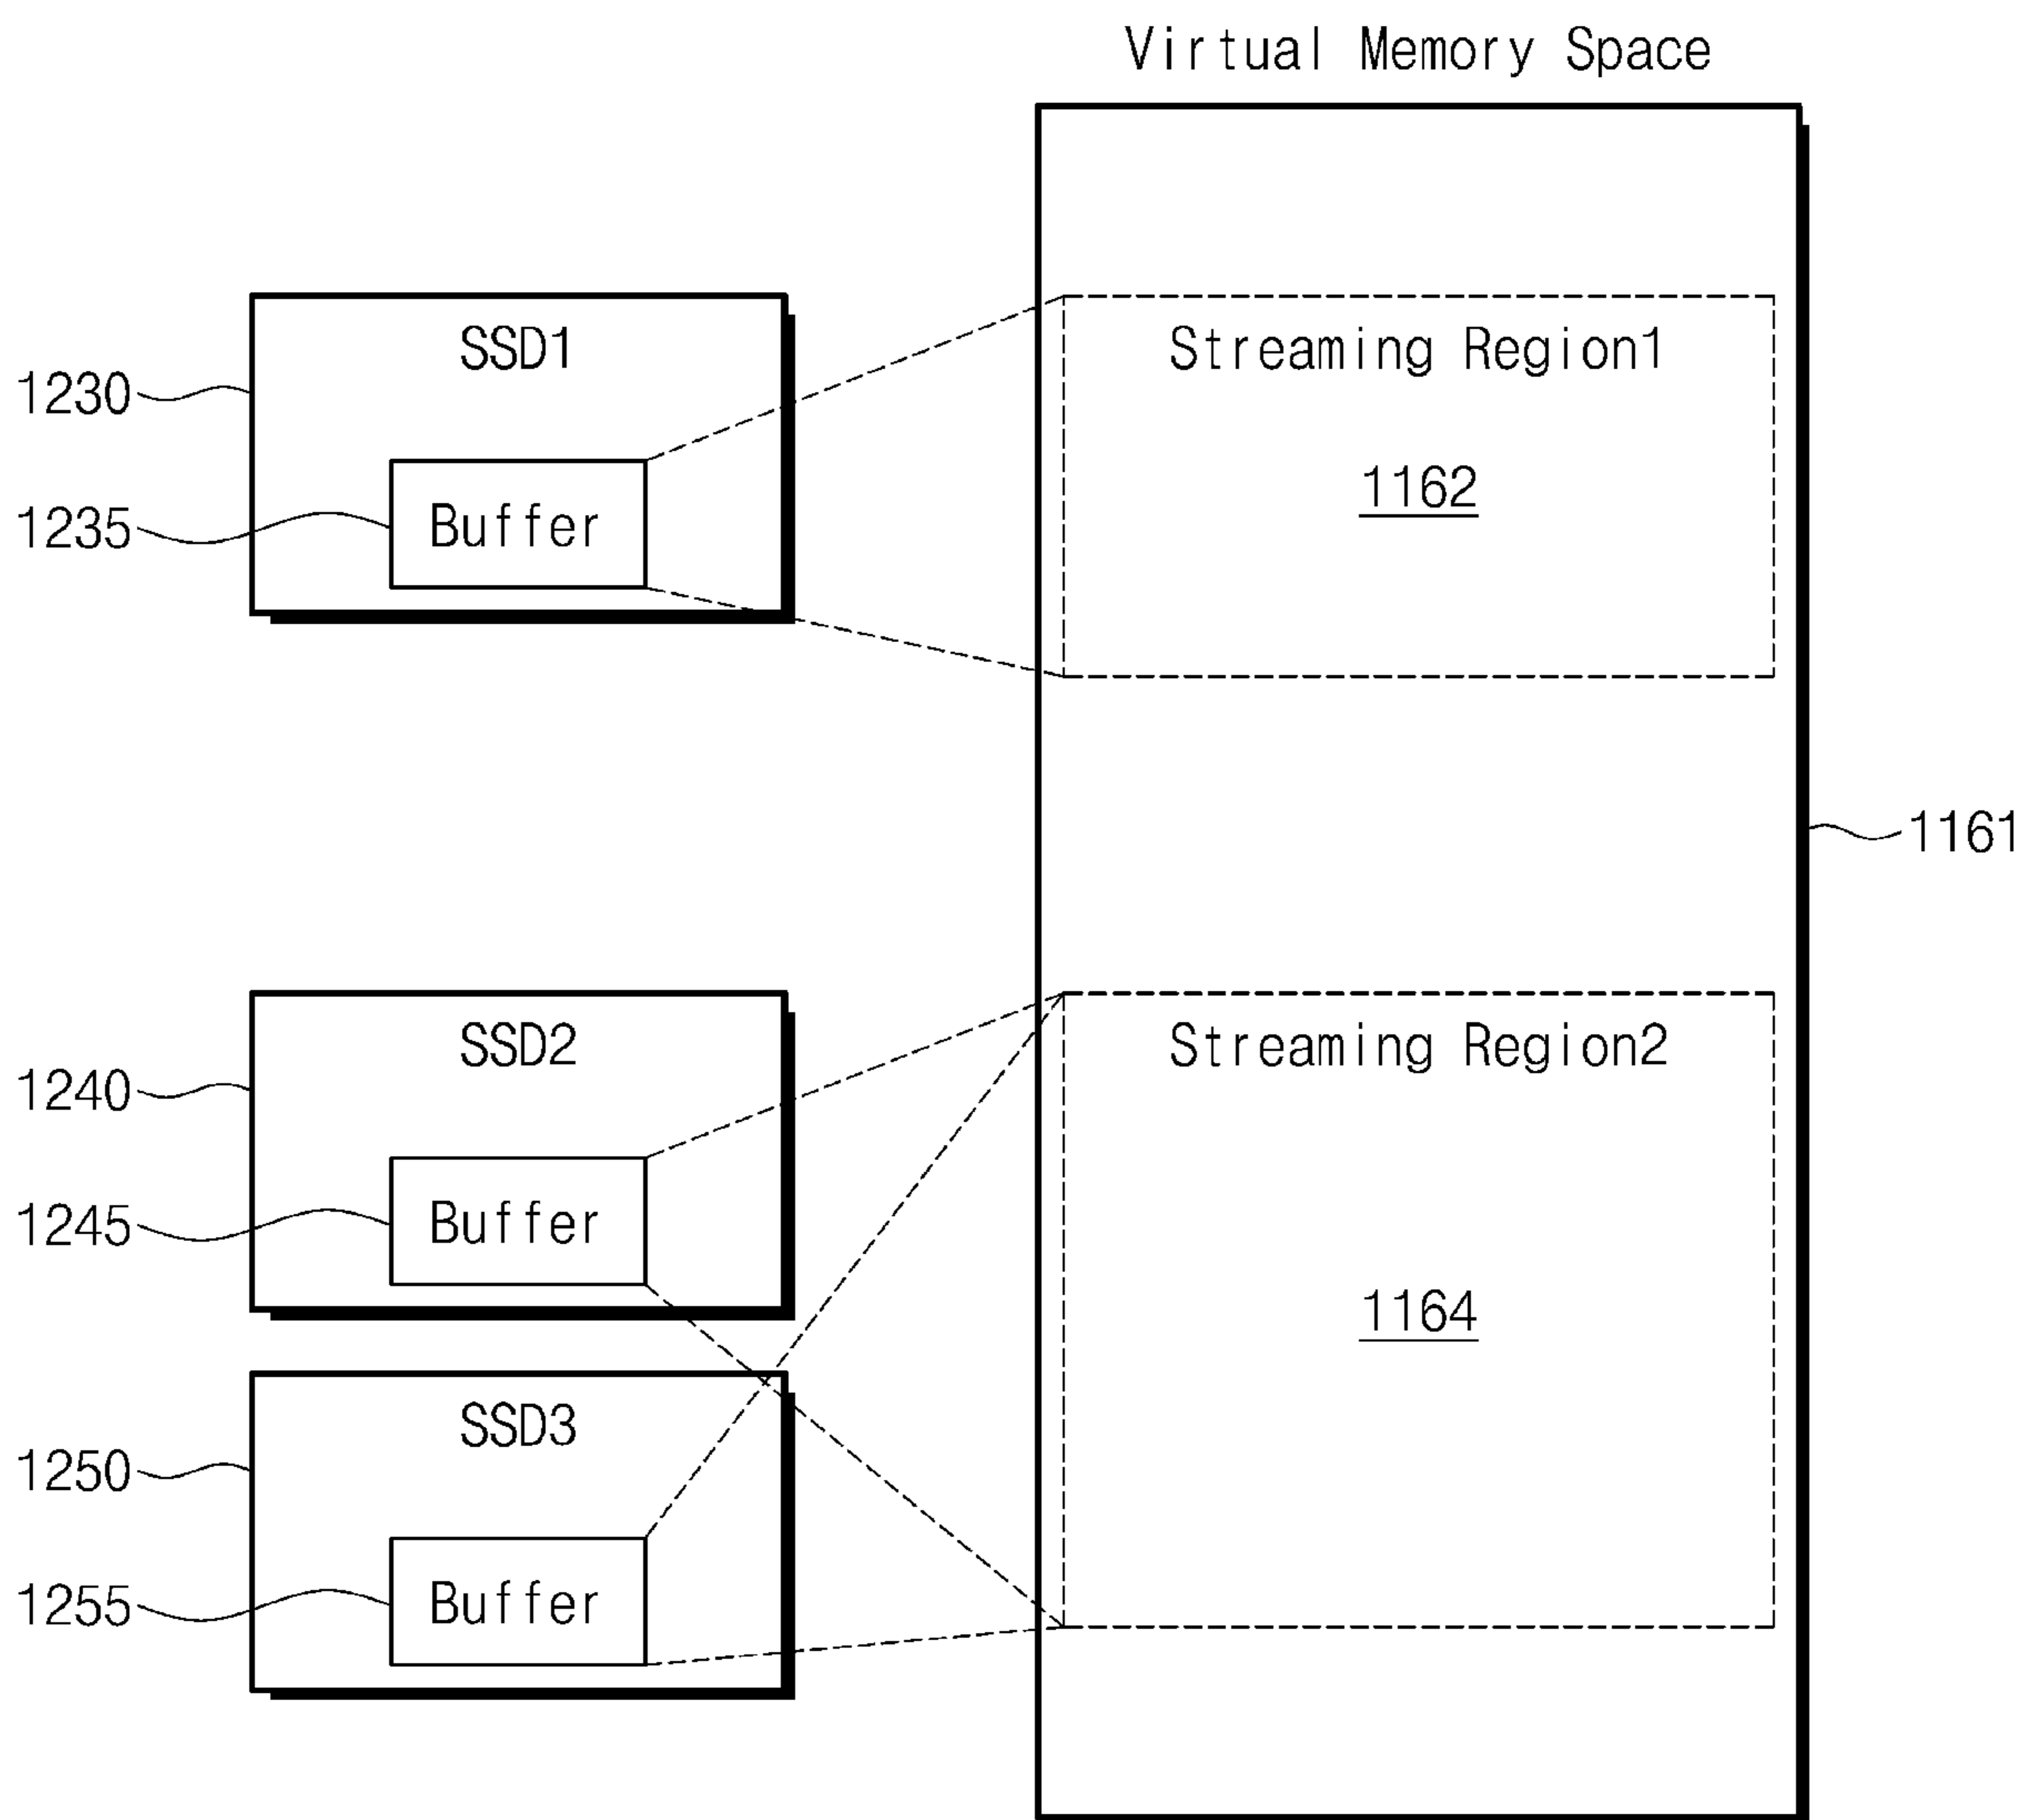 Virtual Memory Space
SSD1
Streaming Region1
1230
1162
1235
Buffer
1161
SSD2
Streaming Region2
1240
1245
Buffer
1164
SSD3
1250
1255
Buffer